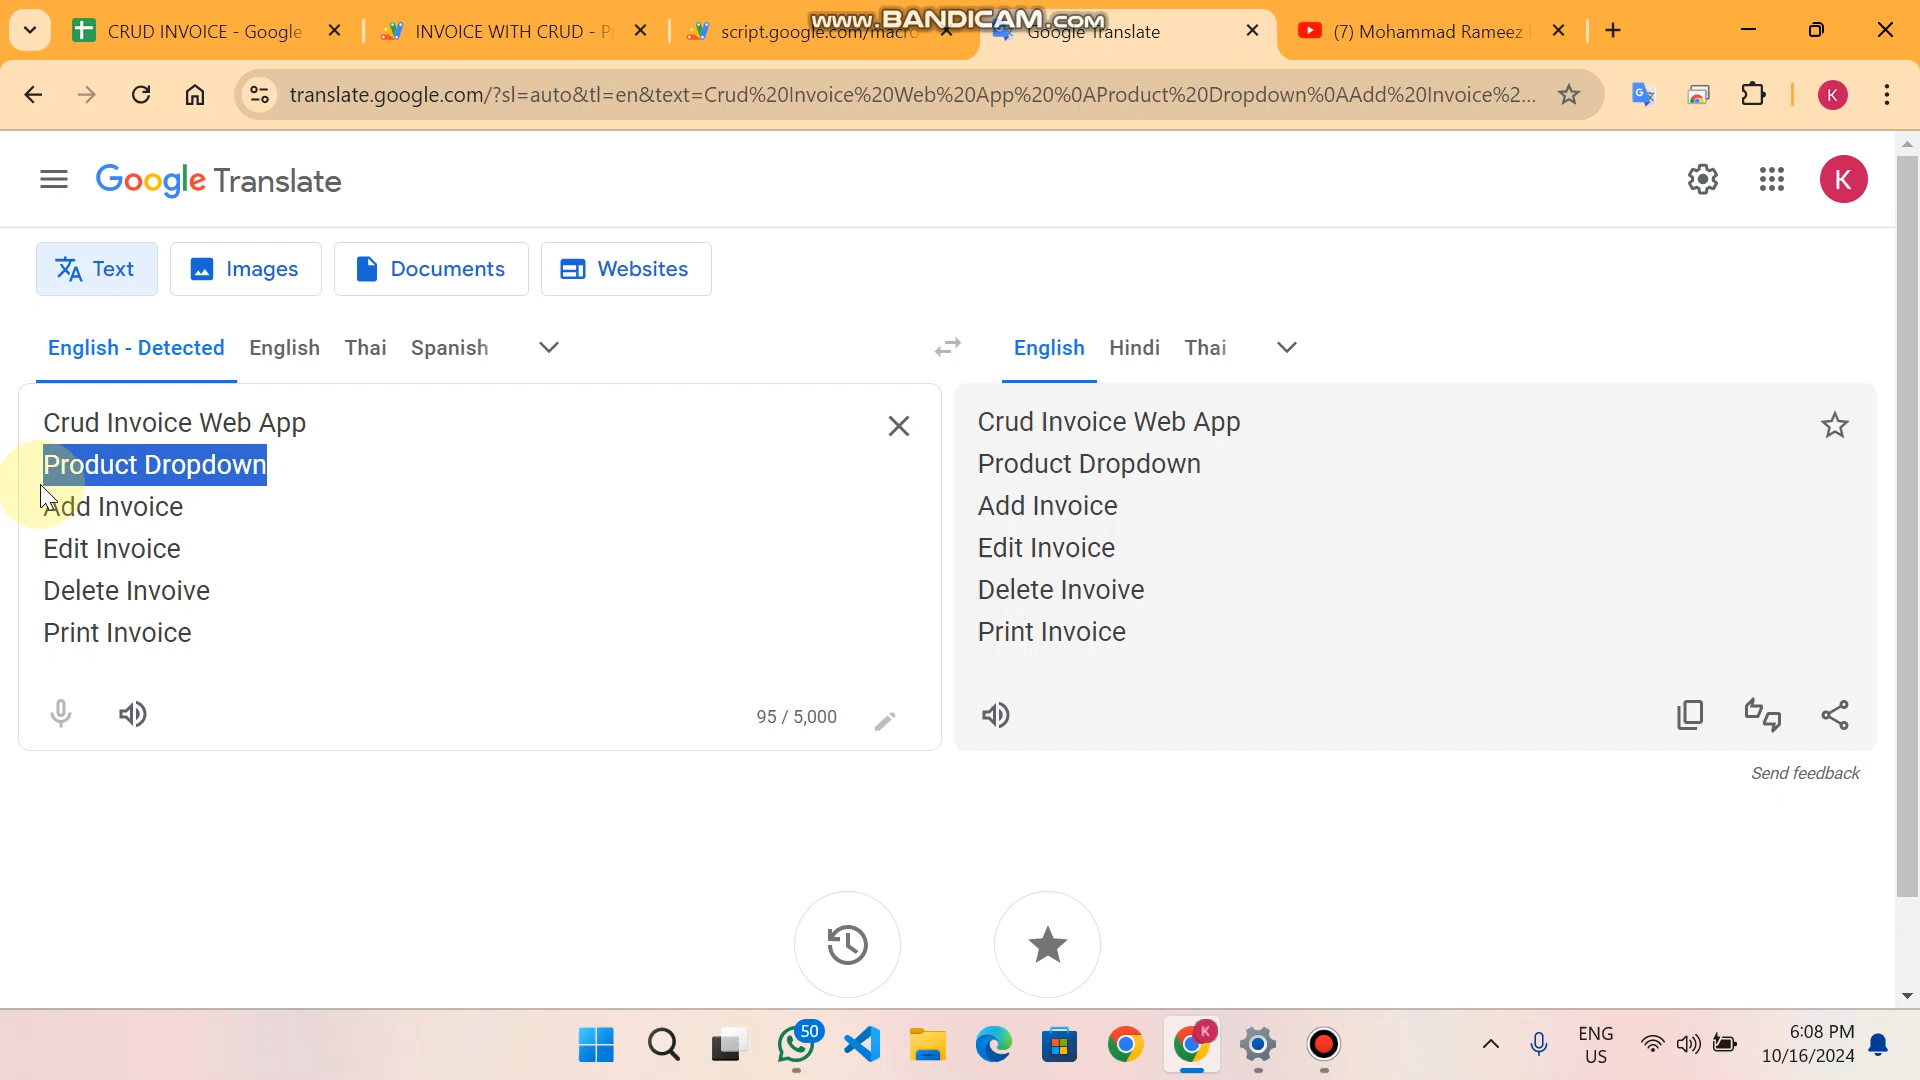 www.BANDICAM.com
CRUD INVOICE - Google
INVOICE WITH CRUD - P
script.google.com/macro
Google Translate
(7) Mohammad Rameez
translate.google.com/?sl=auto&tl=en&text=Crud%20Invoice%20Web%20App%20%0AProduct%20Dropdown%0AAdd%20Invoice%2...
K
Google Translate
K
Text
Images
Documents
Websites
English - Detected
English
Thai
Spanish
English
Hindi
Thai
Crud Invoice Web App
Product Dropdown
Add Invoice
Edit Invoice
Delete Invoive
Print Invoice
95 / 5,000
Crud Invoice Web App
Product Dropdown
Add Invoice
Edit Invoice
Delete Invoive
Print Invoice
Send feedback
50
K
ENG
US
6:08 PM
10/16/2024